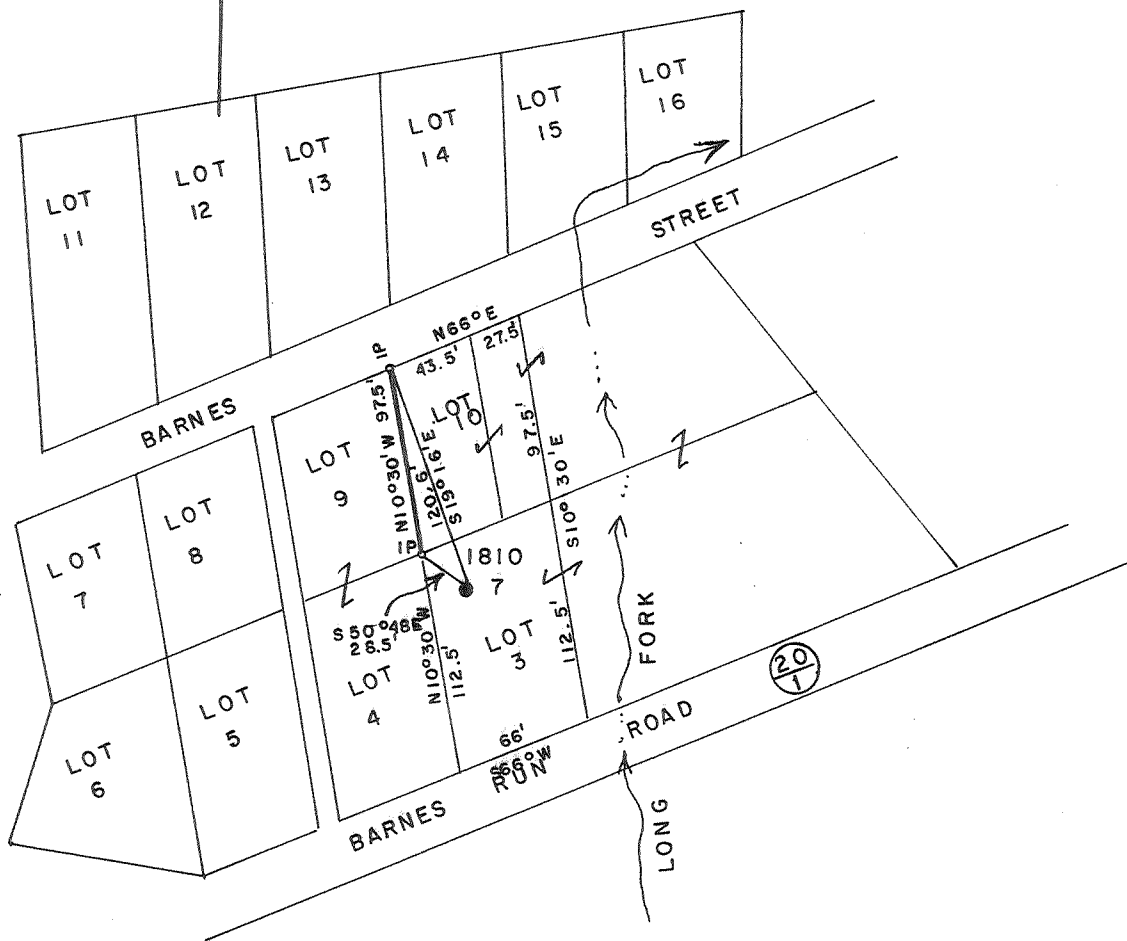 LOT
11
LOT
12
LOT
13
LOT
14
LOT
15
LOT
16
BARNES STREET
N66°E
43.5'
27.5'
IP
N10°30'W 97.5'
120.6'
S19°16'E
LOT
10
97.5'
S10°30'E
LOT
9
LOT
8
LOT
7
IP
1810
7
S50°48'E
28.5'
N10°30'W
112.5'
LOT
3
112.5'
LOT
4
LOT
5
LOT
6
66'
S66°W
BARNES RUN ROAD
20
1
LONG FORK